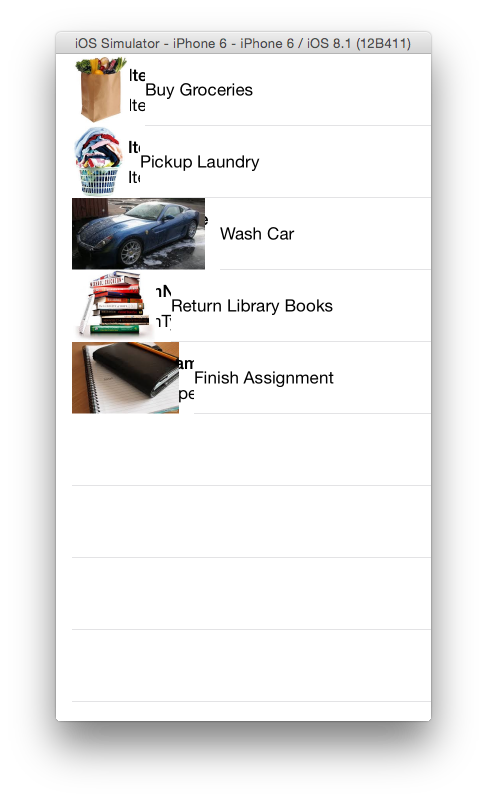 iOS Simulator - iPhone 6 - iPhone 6 / iOS 8.1 (12B411)
Buy Groceries
Pickup Laundry
Wash Car
Return Library Books
Finish Assignment